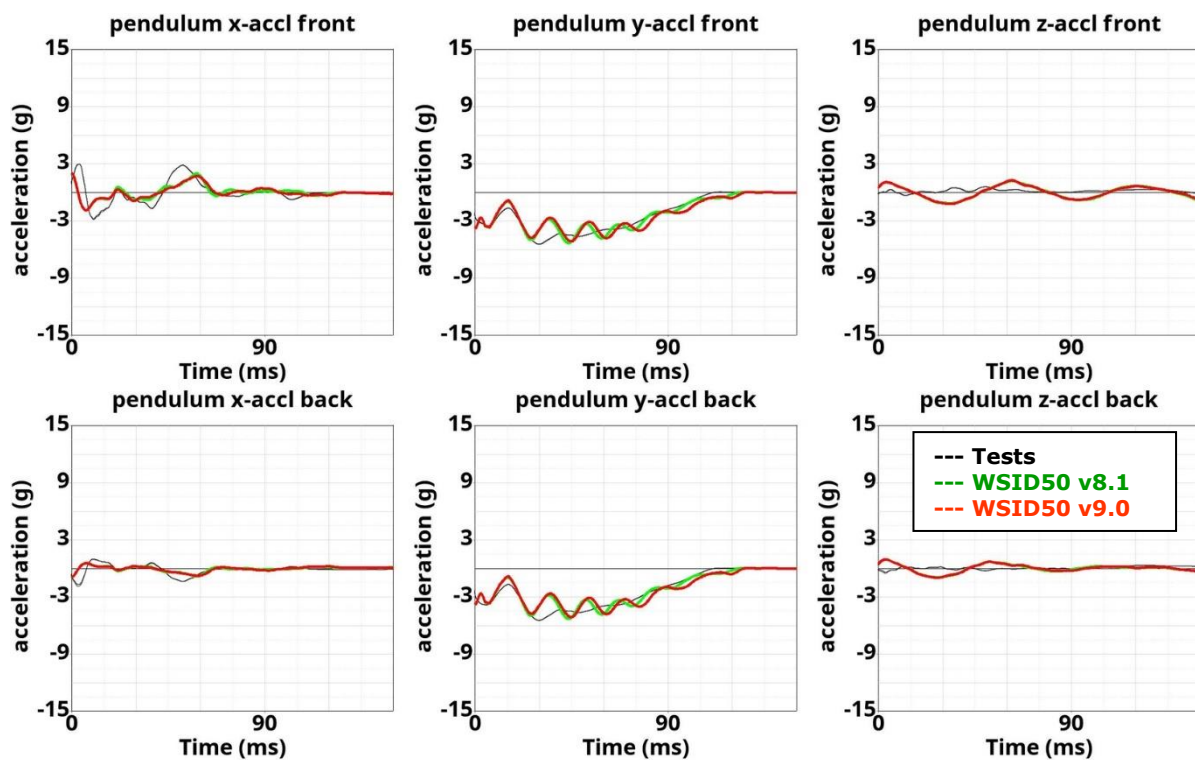 pendulum x-accl front
pendulum y-accl front
pendulum z-accl front
15
9
3
-3
-9
-15
acceleration (g)
0
90
Time (ms)
15
9
3
-3
-9
-15
acceleration (g)
0
90
Time (ms)
15
9
3
-3
-9
-15
acceleration (g)
0
90
Time (ms)
pendulum x-accl back
pendulum y-accl back
pendulum z-accl back
15
9
3
-3
-9
-15
acceleration (g)
0
90
Time (ms)
15
9
3
-3
-9
-15
acceleration (g)
0
90
Time (ms)
15
9
3
-3
-9
-15
acceleration (g)
0
90
Time (ms)
--- Tests
--- WSID50 v8.1
--- WSID50 v9.0